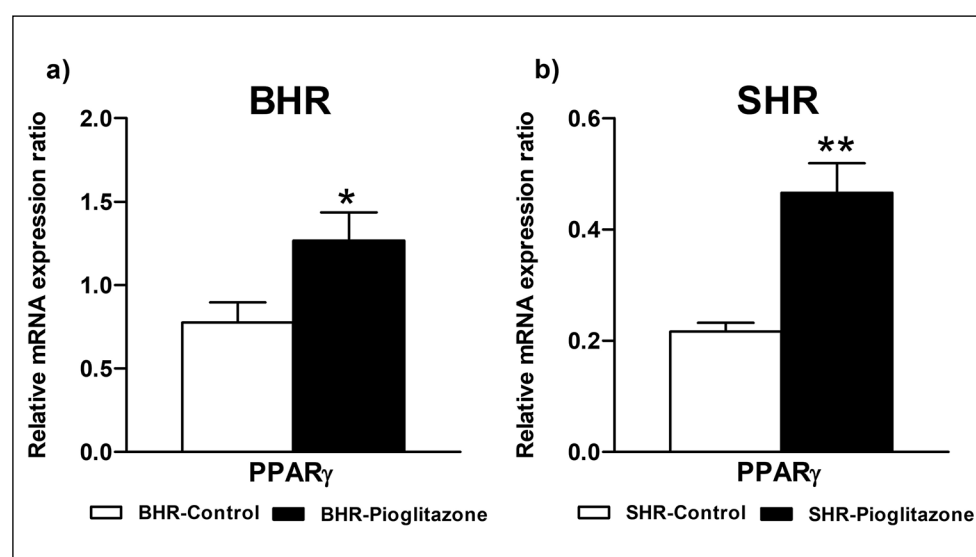 a)
BHR
Relative mRNA expression ratio
2.0
1.5
*
1.0
0.5
0.0
PPARγ
BHR-Control BHR-Pioglitazone
b)
SHR
Relative mRNA expression ratio
0.6
**
0.4
0.2
0.0
PPARγ
SHR-Control SHR-Pioglitazone